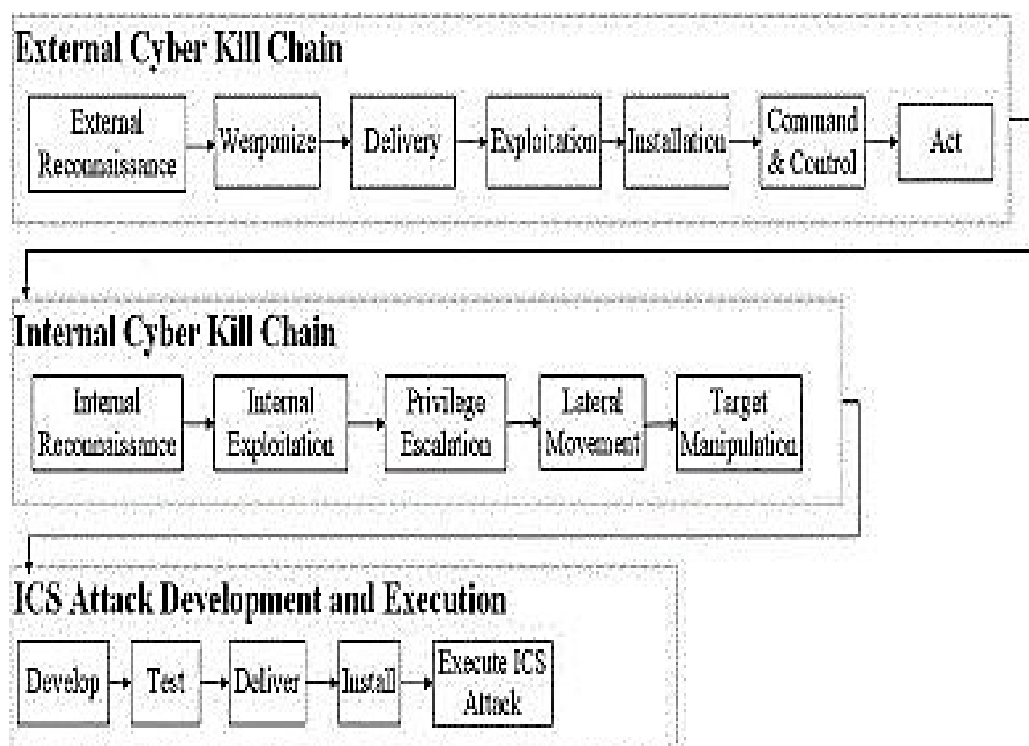 External Cyber Kill Chain
External
Reconnaissance
Weaponize
Delivery
Exploitation
Installation
Command
& Control
Act
Internal Cyber Kill Chain
Internal
Reconnaissance
Internal
Exploitation
Privilege
Escalation
Lateral
Movement
Target
Manipulation
ICS Attack Development and Execution
Develop
Test
Deliver
Install
Execute ICS
Attack